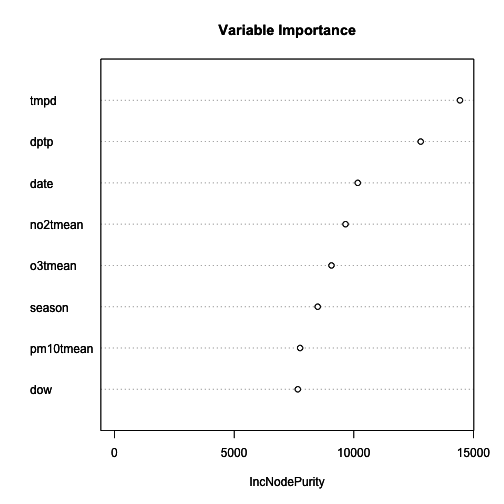 Variable Importance
tmpd
dptp
date
no2tmean
o3tmean
season
pm10tmean
dow
0 5000 10000 15000
IncNodePurity